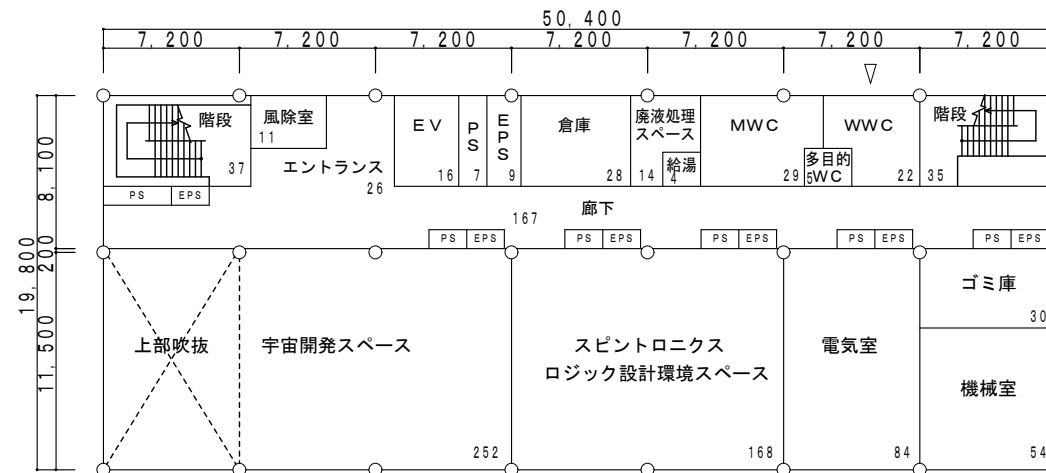 50,400
7,200 7,200 7,200 7,200 7,200 7,200 7,200
19,800
8,100
200
11,500
階段
37
風除室
11
エントランス
26
EV
16
PS
7
EPS
9
倉庫
28
廃液処理
スペース
14
給湯
4
MWC
29
多目的
WC
5
WWC
22
階段
35
PS EPS
廊下
167
PS EPS
PS EPS
PS EPS
PS EPS
PS EPS
上部吹抜
宇宙開発スペース
252
スピントロニクス
ロジック設計環境スペース
168
電気室
84
ゴミ庫
30
機械室
54